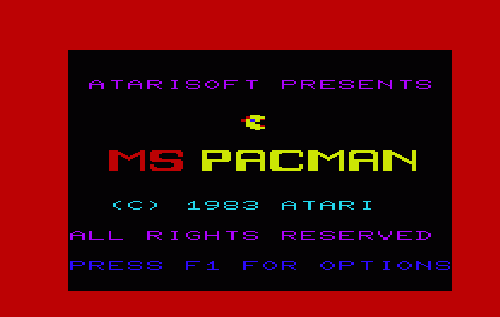 ATARISOFT PRESENTS
MS PACMAN
(C) 1983 ATARI
ALL RIGHTS RESERVED
PRESS F1 FOR OPTIONS